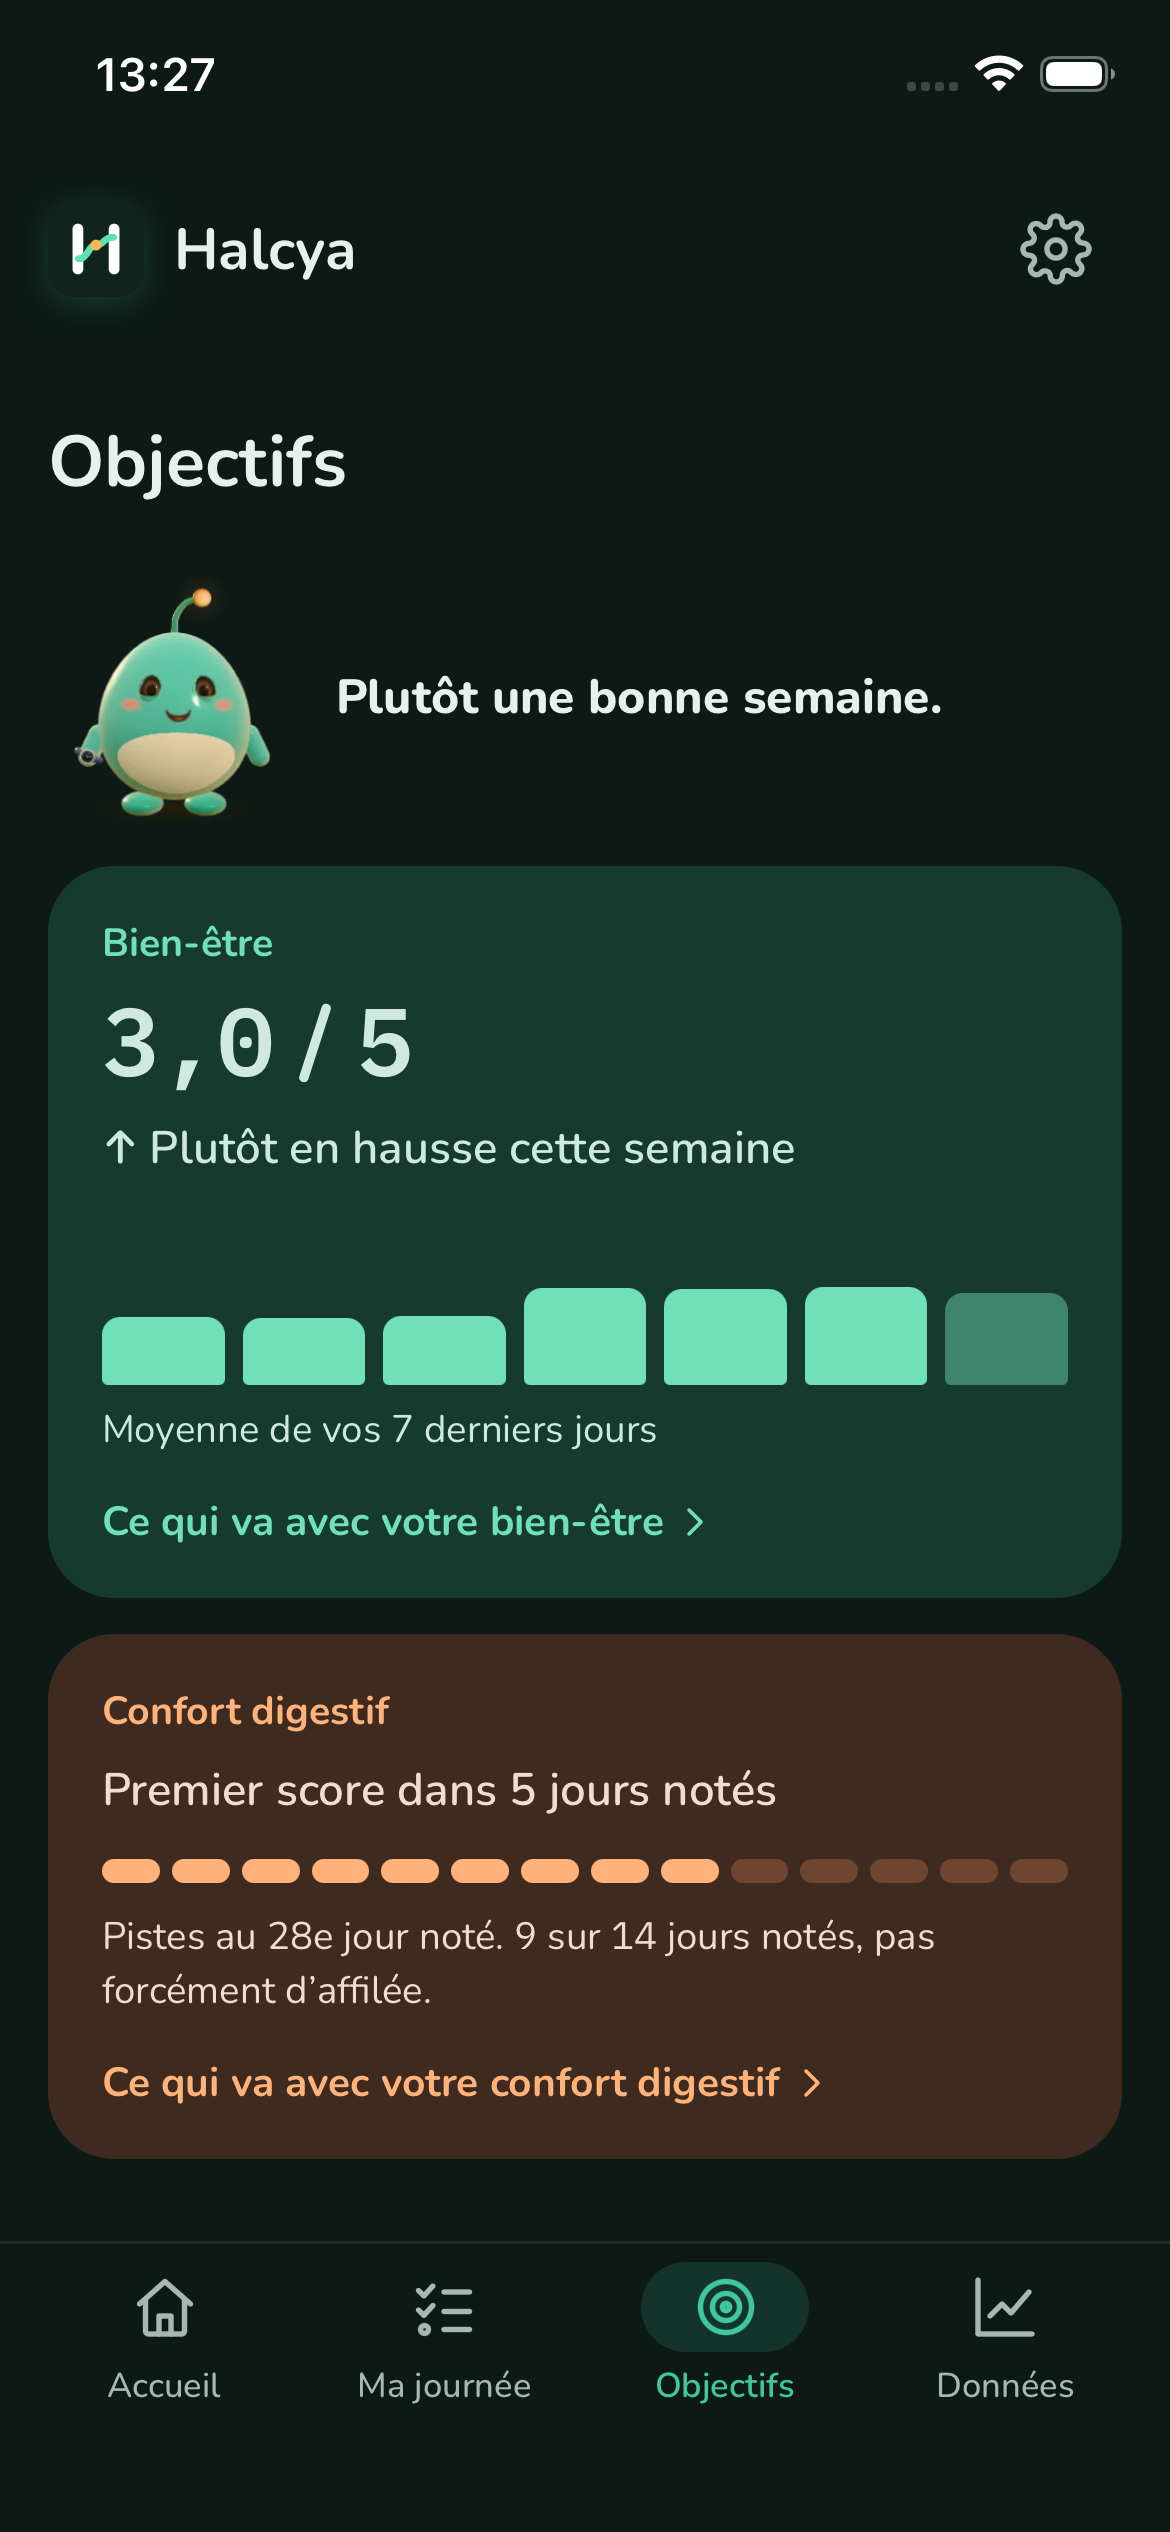 13:27
Halcya
Objectifs
Plutôt une bonne semaine.
Bien-être
3,0/5
↑ Plutôt en hausse cette semaine
Moyenne de vos 7 derniers jours
Ce qui va avec votre bien-être >
Confort digestif
Premier score dans 5 jours notés
Pistes au 28e jour noté. 9 sur 14 jours notés, pas
forcément d’affilée.
Ce qui va avec votre confort digestif >
Accueil
Ma journée
Objectifs
Données